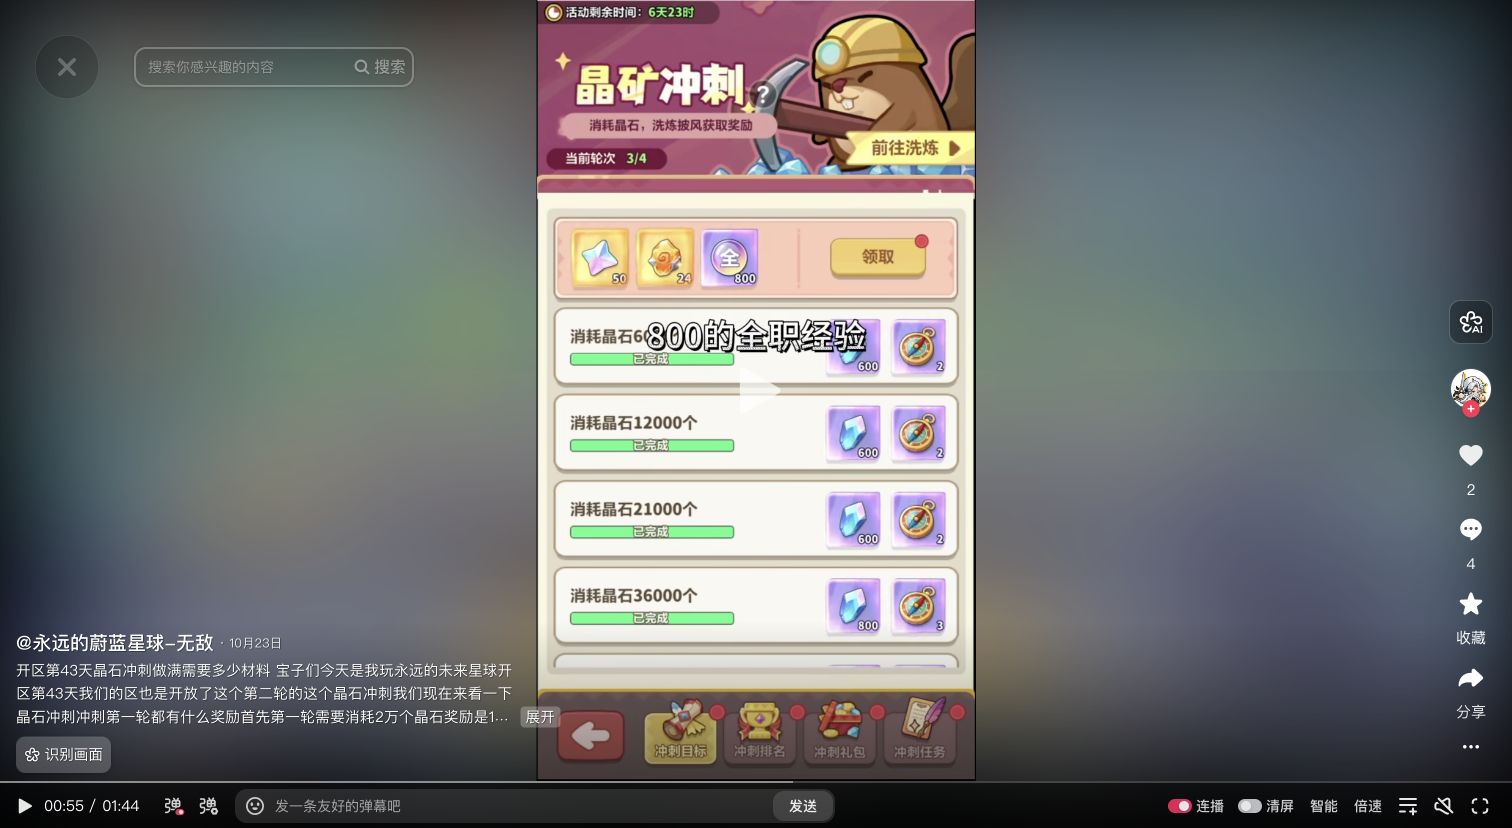 活动剩余时间：6天23时
搜索你感兴趣的内容
搜索
晶矿冲刺
?
消耗晶石，洗炼披风获取奖励
前往洗炼
当前轮次 3/4
50
24
全
800
领取
消耗晶石60
800的全职经验
已完成
600
2
消耗晶石12000个
已完成
600
2
消耗晶石21000个
已完成
600
2
消耗晶石36000个
已完成
800
3
AI
2
4
收藏
分享
@永远的蔚蓝星球-无敌 · 10月23日
开区第43天晶石冲刺做满需要多少材料 宝子们今天是我玩永远的未来星球开
区第43天我们的区也是开放了这个第二轮的这个晶石冲刺我们现在来看一下
晶石冲刺冲刺第一轮都有什么奖励首先第一轮需要消耗2万个晶石奖励是1... 展开
识别画面
冲刺目标
冲刺排名
冲刺礼包
冲刺任务
00:55 / 01:44
弹
弹
发一条友好的弹幕吧
发送
连播
清屏
智能
倍速